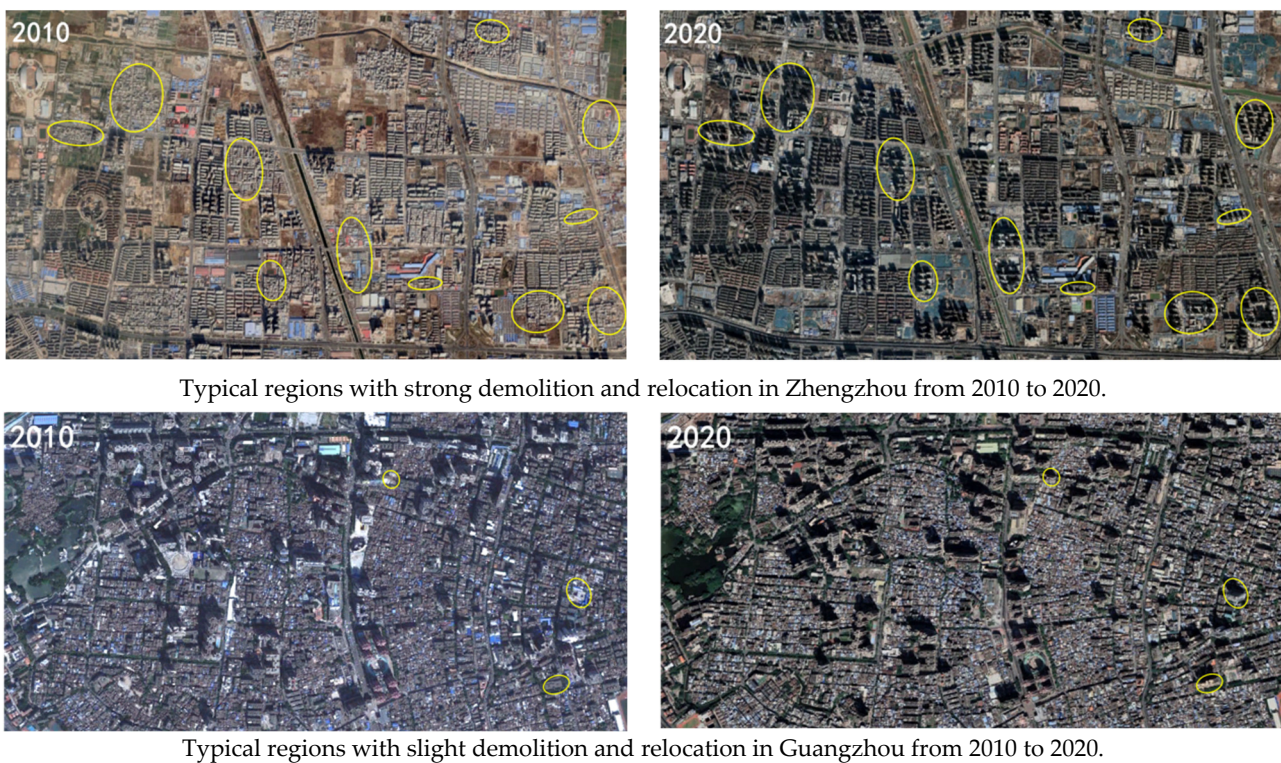 2010 2020
Typical regions with strong demolition and relocation in Zhengzhou from 2010 to 2020.
2010 2020
Typical regions with slight demolition and relocation in Guangzhou from 2010 to 2020.